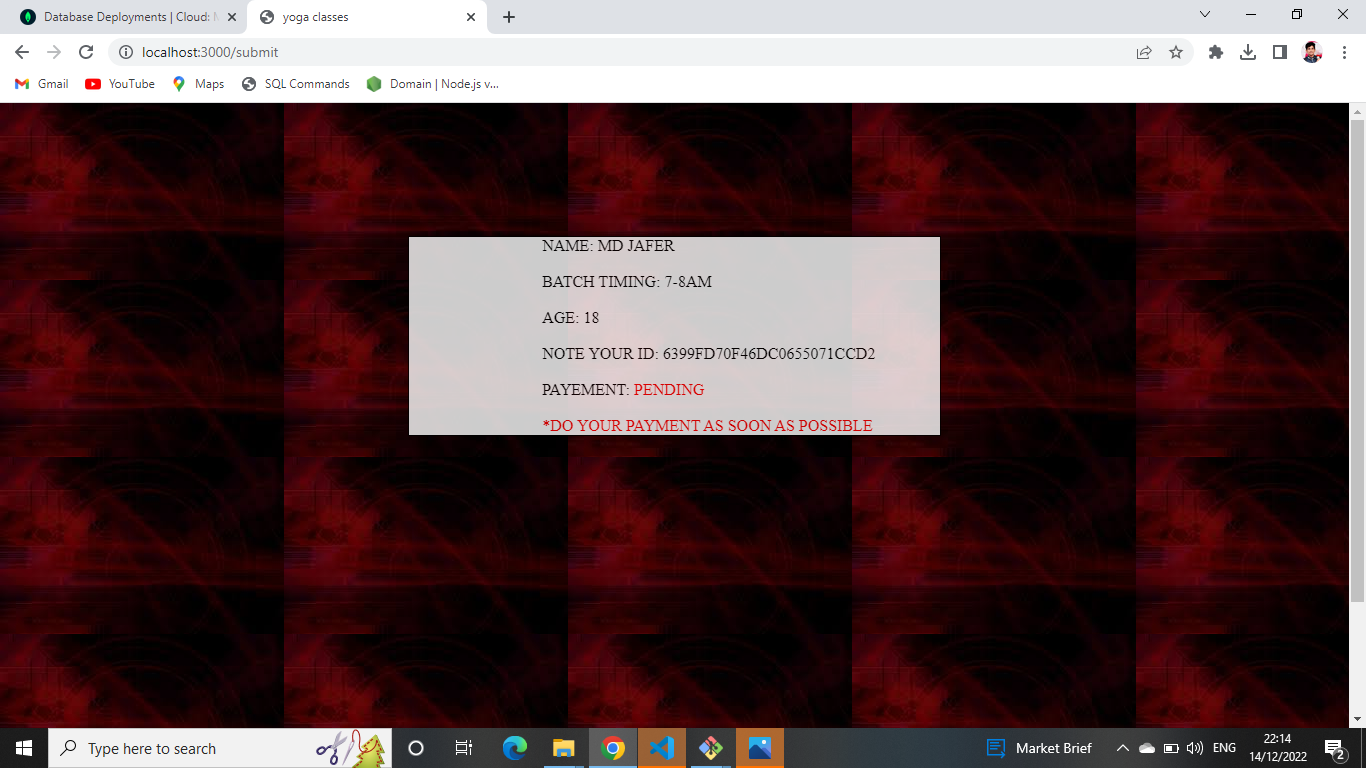 Database Deployments | Cloud: M
yoga classes
localhost:3000/submit
Gmail
YouTube
Maps
SQL Commands
Domain | Node.js v...
NAME: MD JAFER
BATCH TIMING: 7-8AM
AGE: 18
NOTE YOUR ID: 6399FD70F46DC0655071CCD2
PAYEMENT: PENDING
*DO YOUR PAYMENT AS SOON AS POSSIBLE
Type here to search
Market Brief
ENG
22:14
14/12/2022
2